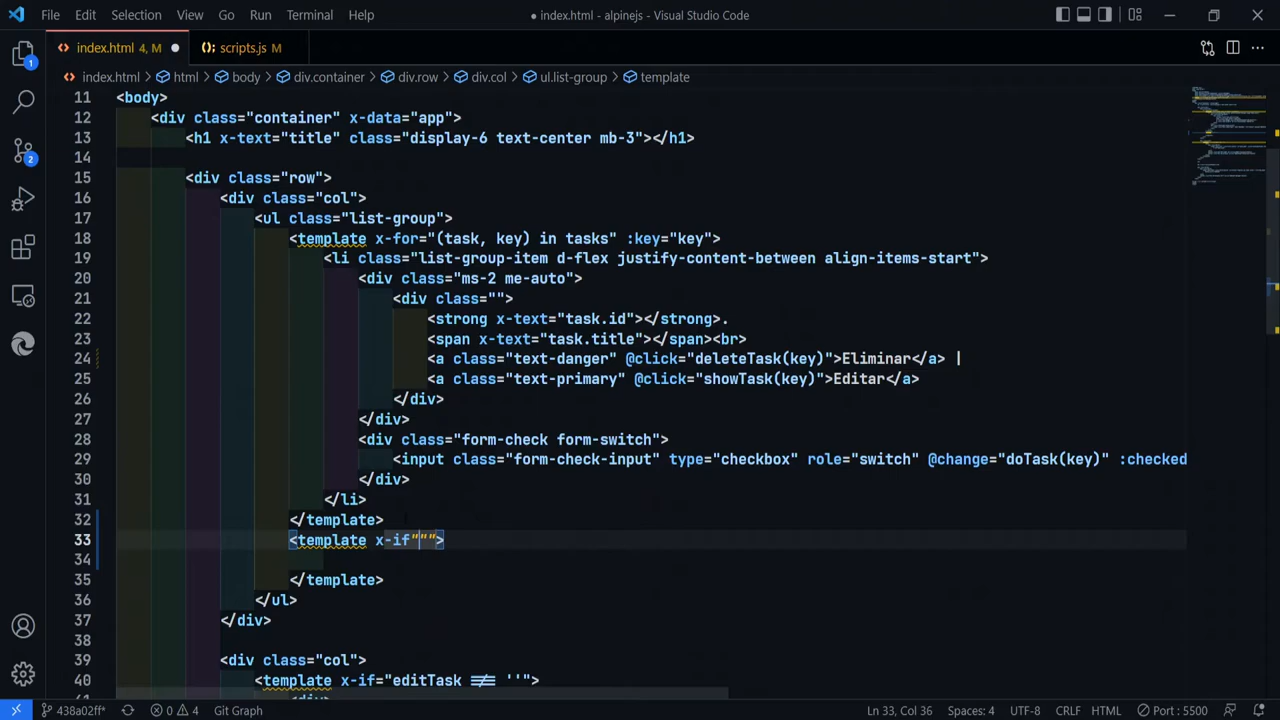 File Edit Selection View Go Run Terminal Help ● index.html - alpinejs - Visual Studio Code
index.html 4, M ● scripts.js M
index.html > html > body > div.container > div.row > div.col > ul.list-group > template
11 <body>
12 <div class="container" x-data="app">
13 <h1 x-text="title" class="display-6 text-center mb-3"></h1>
14
15 <div class="row">
16 <div class="col">
17 <ul class="list-group">
18 <template x-for="(task, key) in tasks" :key="key">
19 <li class="list-group-item d-flex justify-content-between align-items-start">
20 <div class="ms-2 me-auto">
21 <div class="">
22 <strong x-text="task.id"></strong>.
23 <span x-text="task.title"></span><br>
24 <a class="text-danger" @click="deleteTask(key)">Eliminar</a> |
25 <a class="text-primary" @click="showTask(key)">Editar</a>
26 </div>
27 </div>
28 <div class="form-check form-switch">
29 <input class="form-check-input" type="checkbox" role="switch" @change="doTask(key)" :checked
30 </div>
31 </li>
32 </template>
33 <template x-if""">
34
35 </template>
36 </ul>
37 </div>
38
39 <div class="col">
40 <template x-if="editTask !== ''">
1
2
438a02ff* 0 4 Git Graph Ln 33, Col 36 Spaces: 4 UTF-8 CRLF HTML Port : 5500